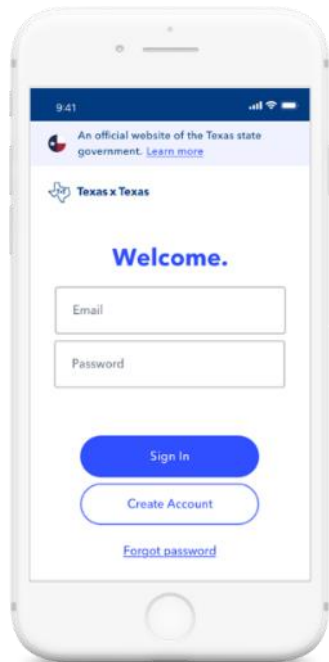 9:41
An official website of the Texas state
government. Learn more
Texas x Texas
Welcome.
Email
Password
Sign In
Create Account
Forgot password